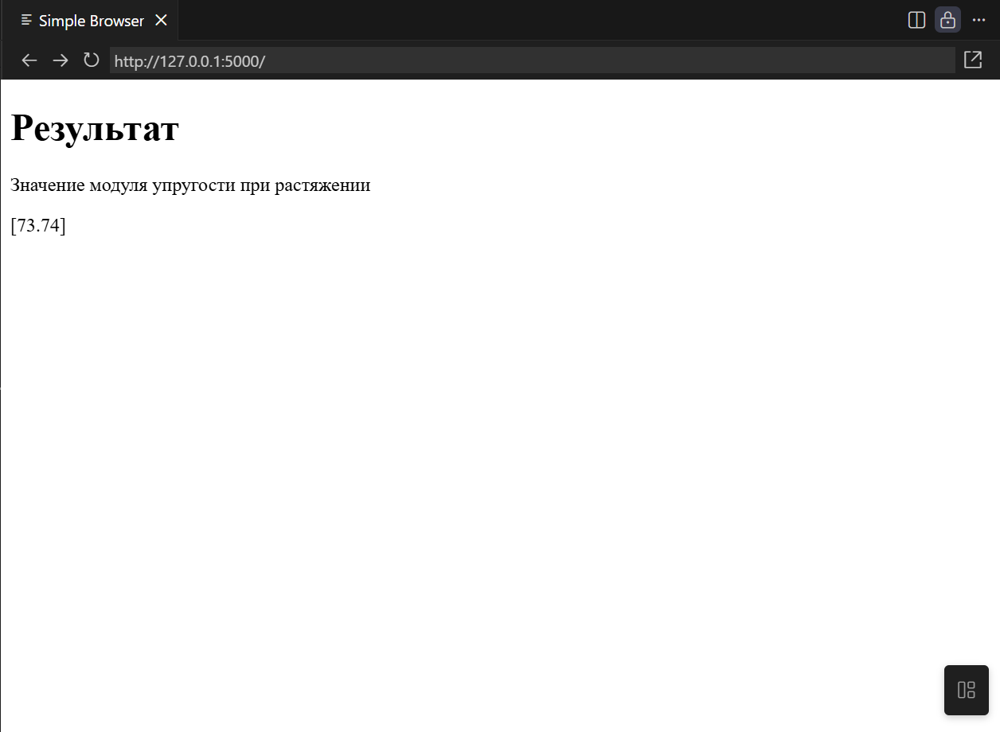 Simple Browser
http://127.0.0.1:5000/
Результат
Значение модуля упругости при растяжении
[73.74]